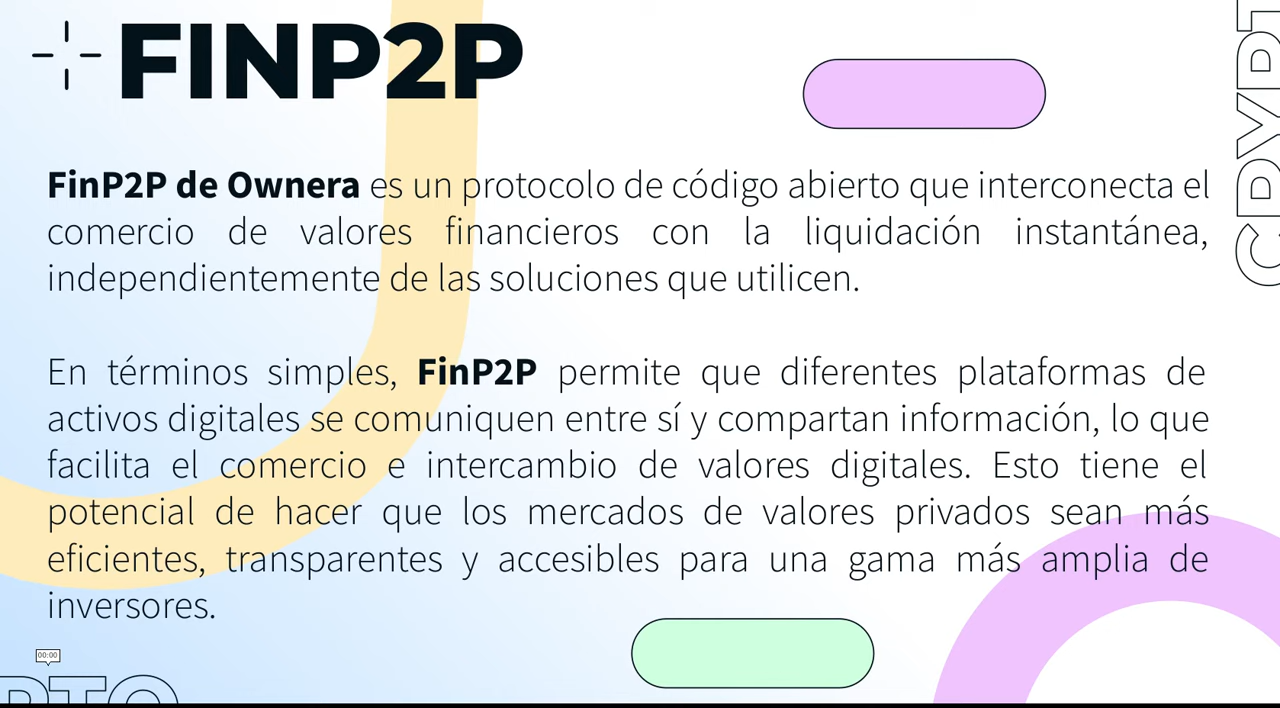 FINP2P
FinP2P de Ownera es un protocolo de código abierto que interconecta el
comercio de valores financieros con la liquidación instantánea,
independientemente de las soluciones que utilicen.
En términos simples, FinP2P permite que diferentes plataformas de
activos digitales se comuniquen entre sí y compartan información, lo que
facilita el comercio e intercambio de valores digitales. Esto tiene el
potencial de hacer que los mercados de valores privados sean más
eficientes, transparentes y accesibles para una gama más amplia de
inversores.
00:00